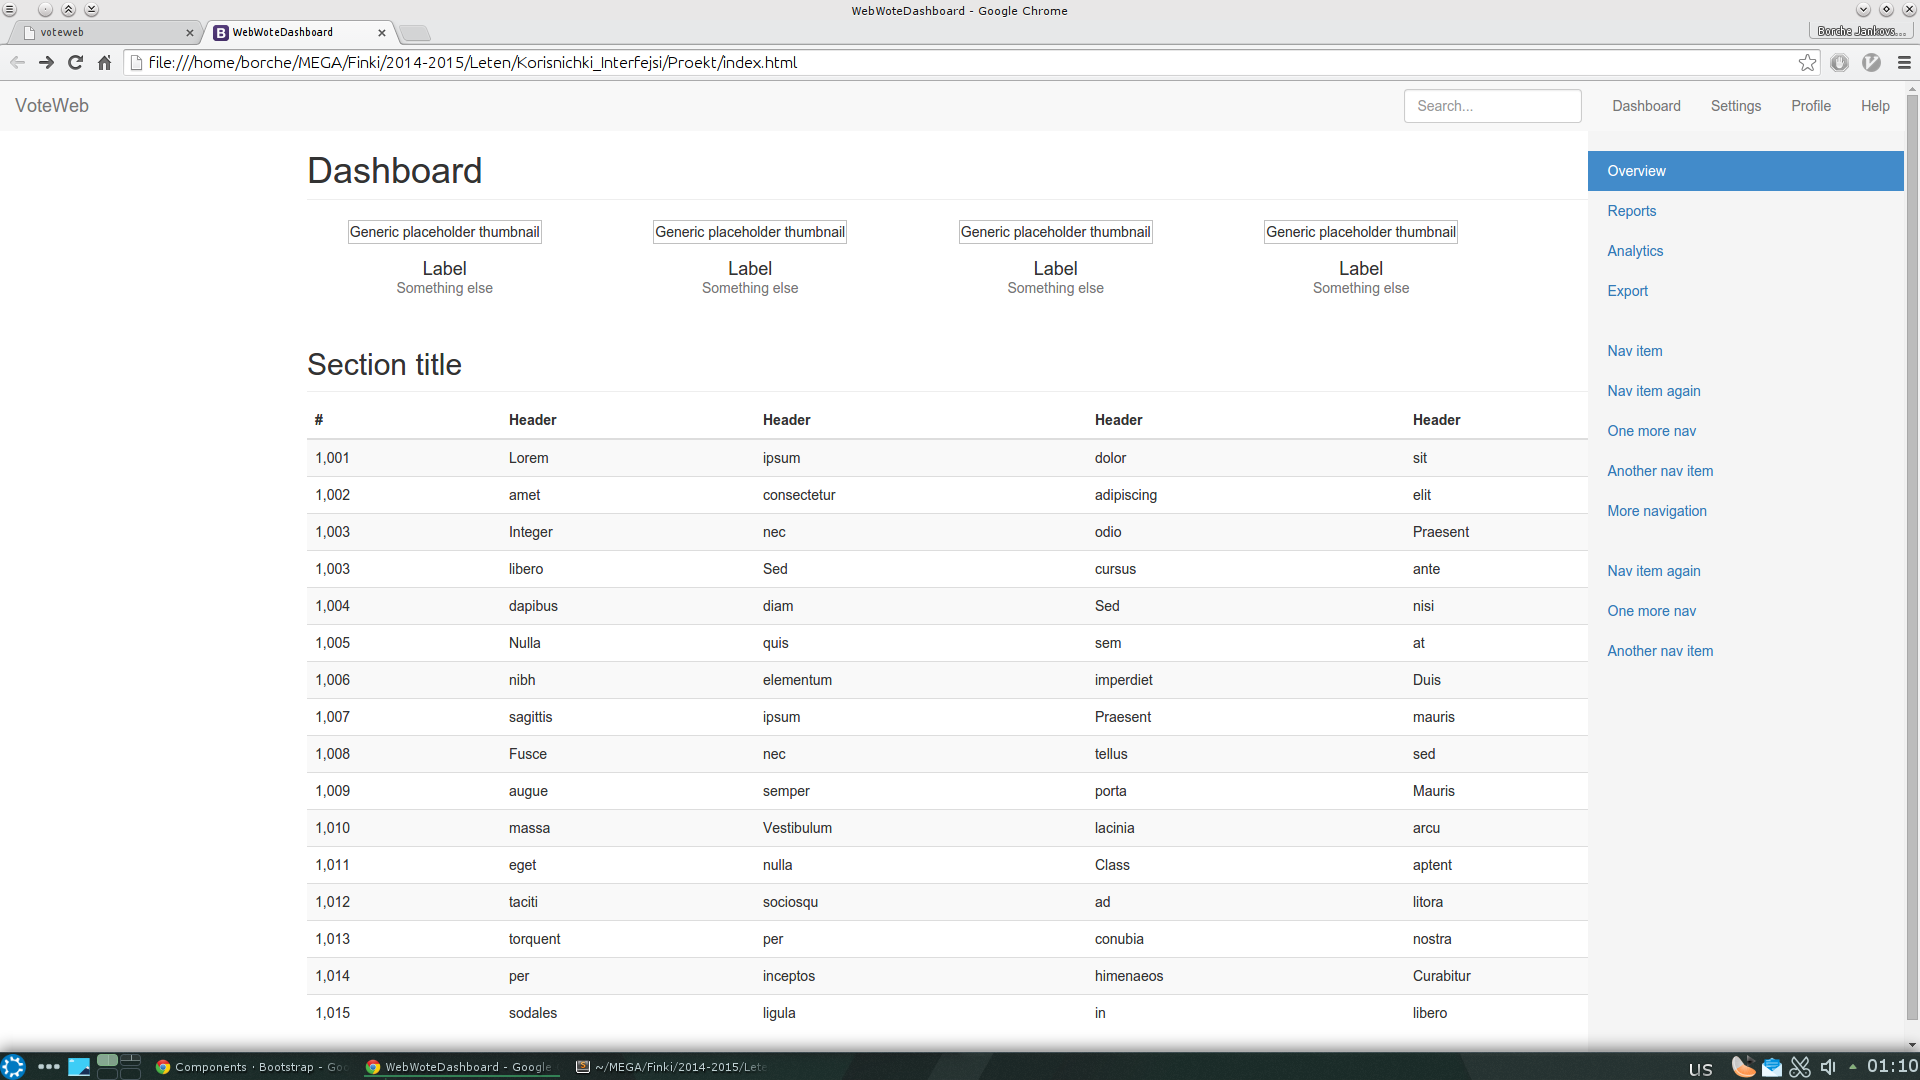 WebWoteDashboard - Google Chrome
voteweb
WebWoteDashboard
Borche Jankovs...
file:///home/borche/MEGA/Finki/2014-2015/Leten/Korisnichki_Interfejsi/Proekt/index.html
VoteWeb
Search...
Dashboard Settings Profile Help
Dashboard
Generic placeholder thumbnail Generic placeholder thumbnail Generic placeholder thumbnail Generic placeholder thumbnail
Label Label Label Label
Something else Something else Something else Something else
Section title
# Header Header Header Header
1,001 Lorem ipsum dolor sit
1,002 amet consectetur adipiscing elit
1,003 Integer nec odio Praesent
1,003 libero Sed cursus ante
1,004 dapibus diam Sed nisi
1,005 Nulla quis sem at
1,006 nibh elementum imperdiet Duis
1,007 sagittis ipsum Praesent mauris
1,008 Fusce nec tellus sed
1,009 augue semper porta Mauris
1,010 massa Vestibulum lacinia arcu
1,011 eget nulla Class aptent
1,012 taciti sociosqu ad litora
1,013 torquent per conubia nostra
1,014 per inceptos himenaeos Curabitur
1,015 sodales ligula in libero
Overview
Reports
Analytics
Export
Nav item
Nav item again
One more nav
Another nav item
More navigation
Nav item again
One more nav
Another nav item
Components · Bootstrap - Goo
WebWoteDashboard - Google
~/MEGA/Finki/2014-2015/Lete
us
01:10